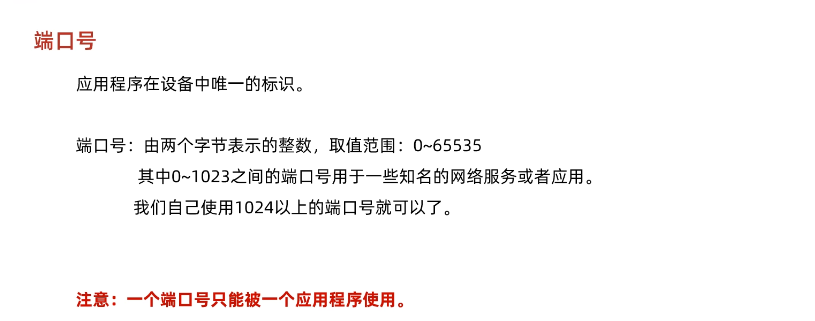 端口号
应用程序在设备中唯一的标识。
端口号：由两个字节表示的整数，取值范围：0~65535
其中0~1023之间的端口号用于一些知名的网络服务或者应用。
我们自己使用1024以上的端口号就可以了。
注意：一个端口号只能被一个应用程序使用。